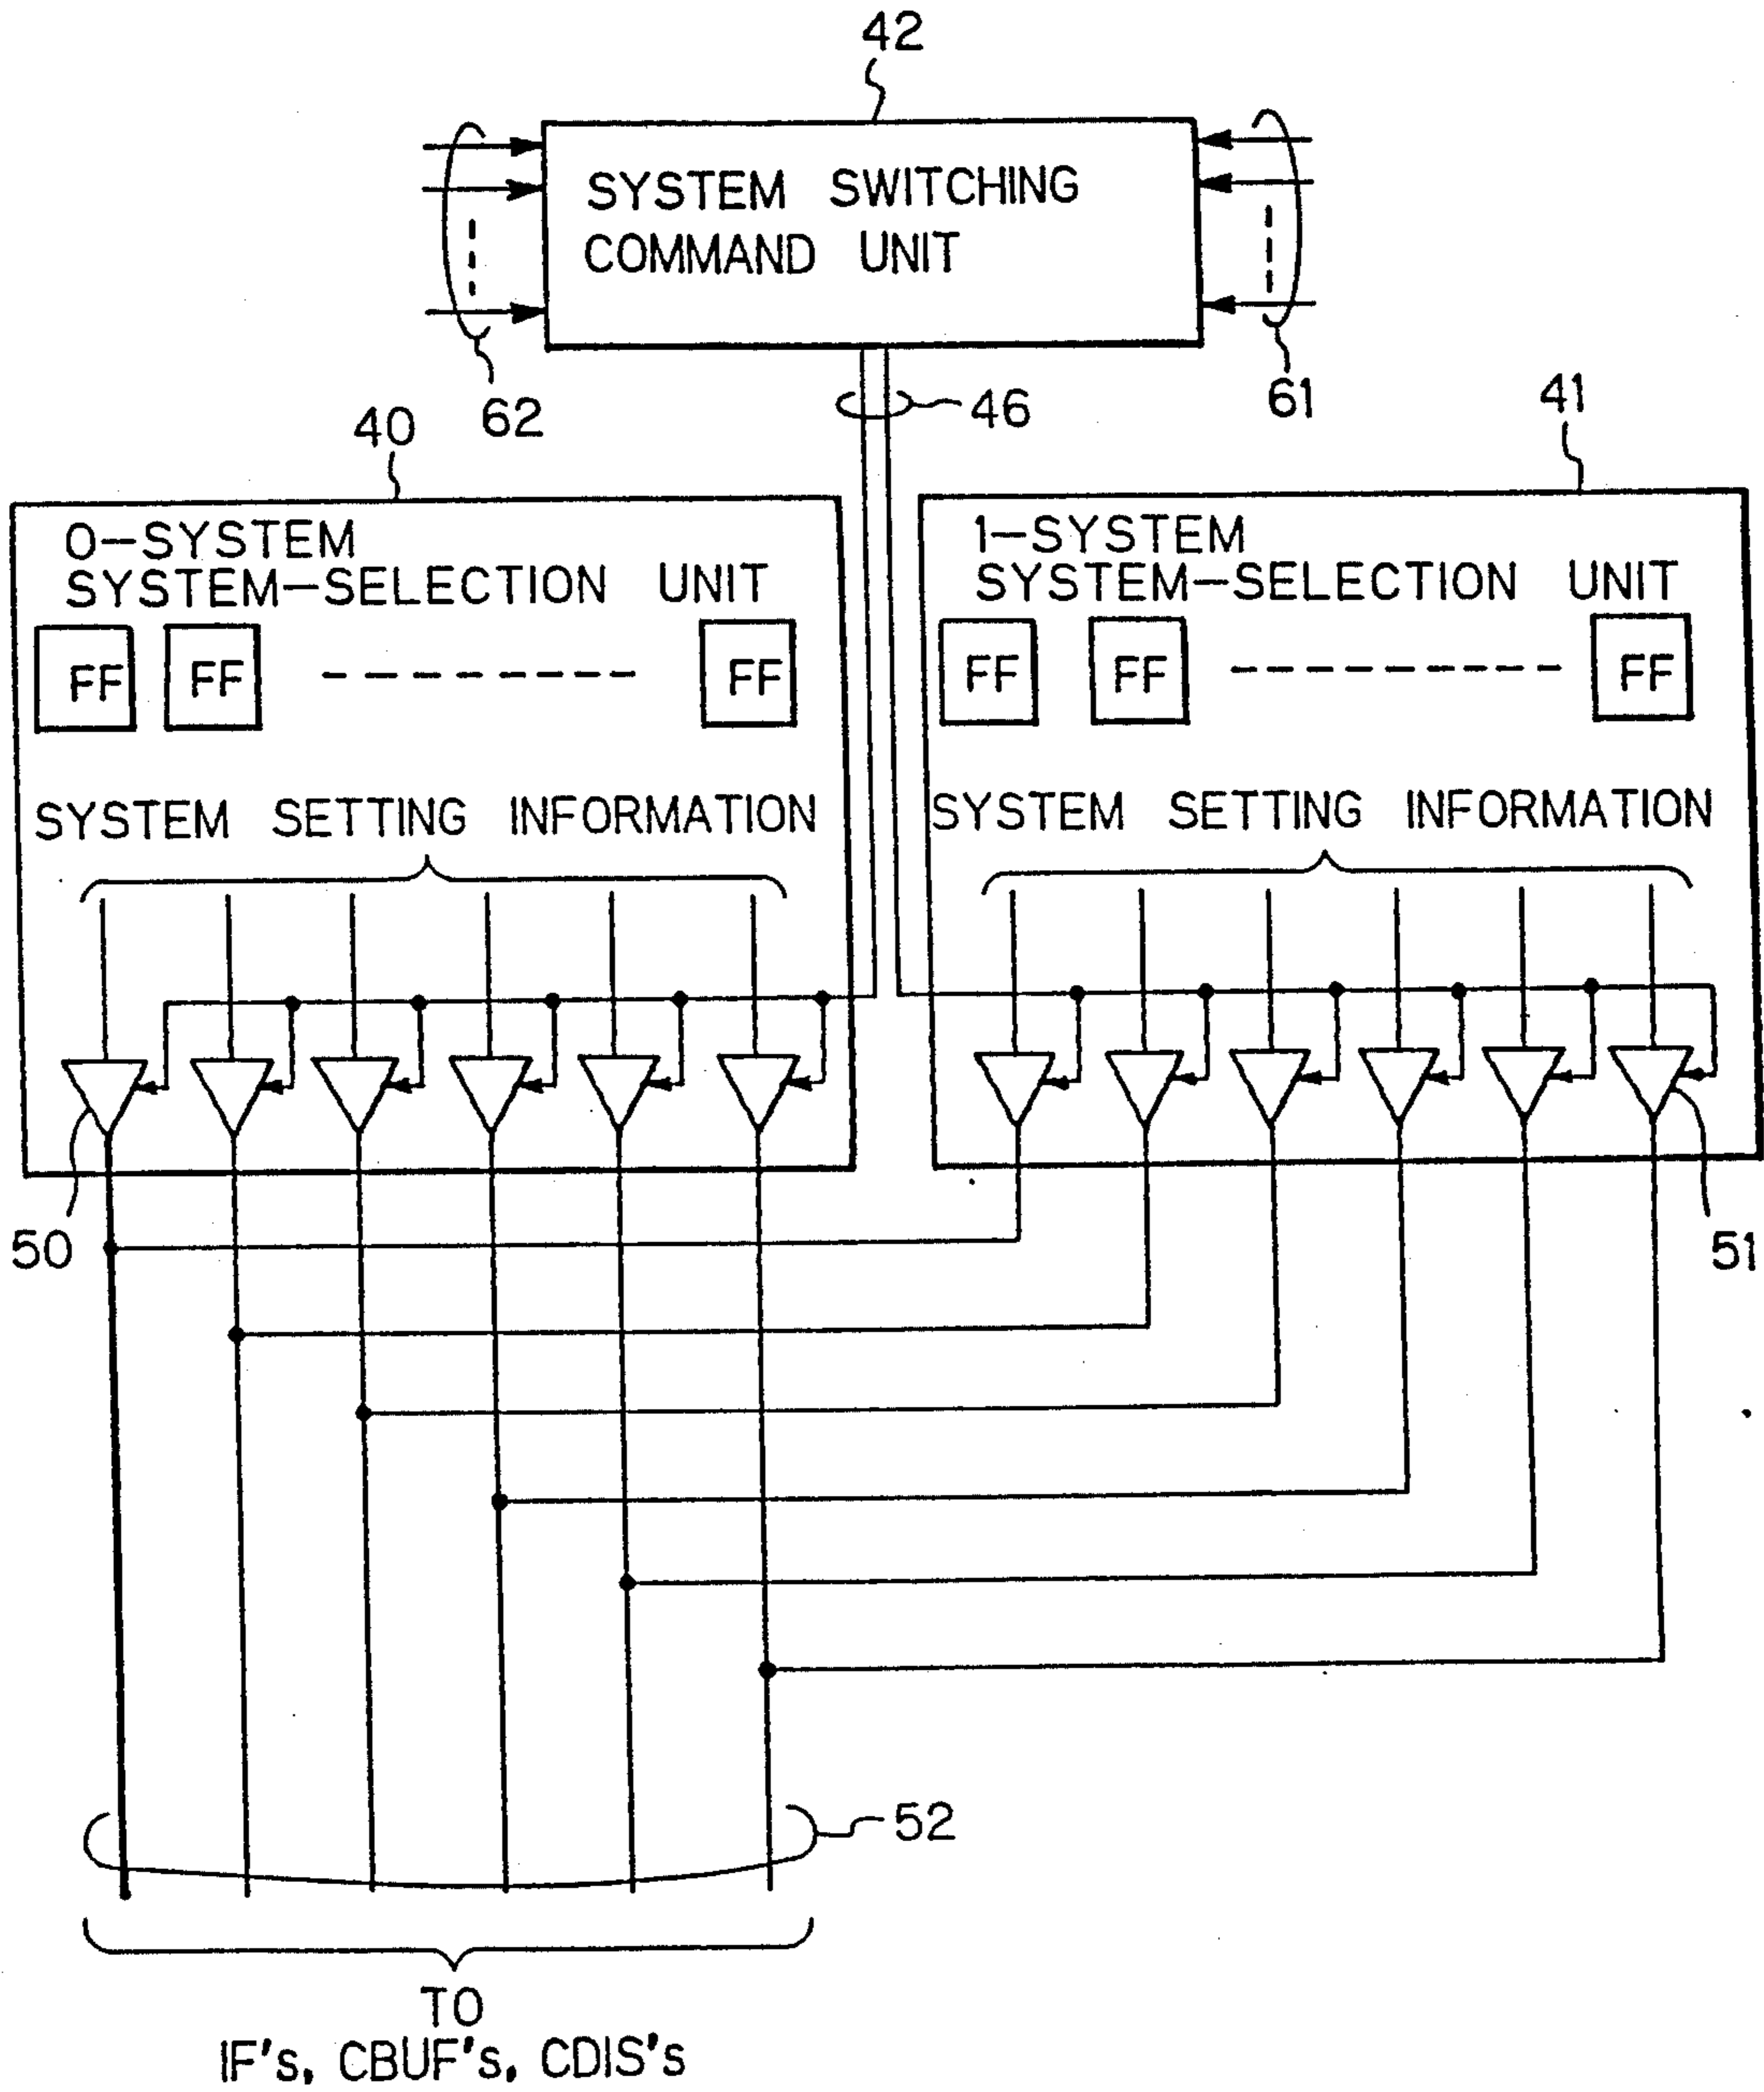 42
SYSTEM SWITCHING
COMMAND UNIT
62
46
61
40
41
0-SYSTEM
SYSTEM-SELECTION UNIT
FF FF FF
SYSTEM SETTING INFORMATION
1-SYSTEM
SYSTEM-SELECTION UNIT
FF FF FF
SYSTEM SETTING INFORMATION
50
51
52
TO
IF's, CBUF's, CDIS's